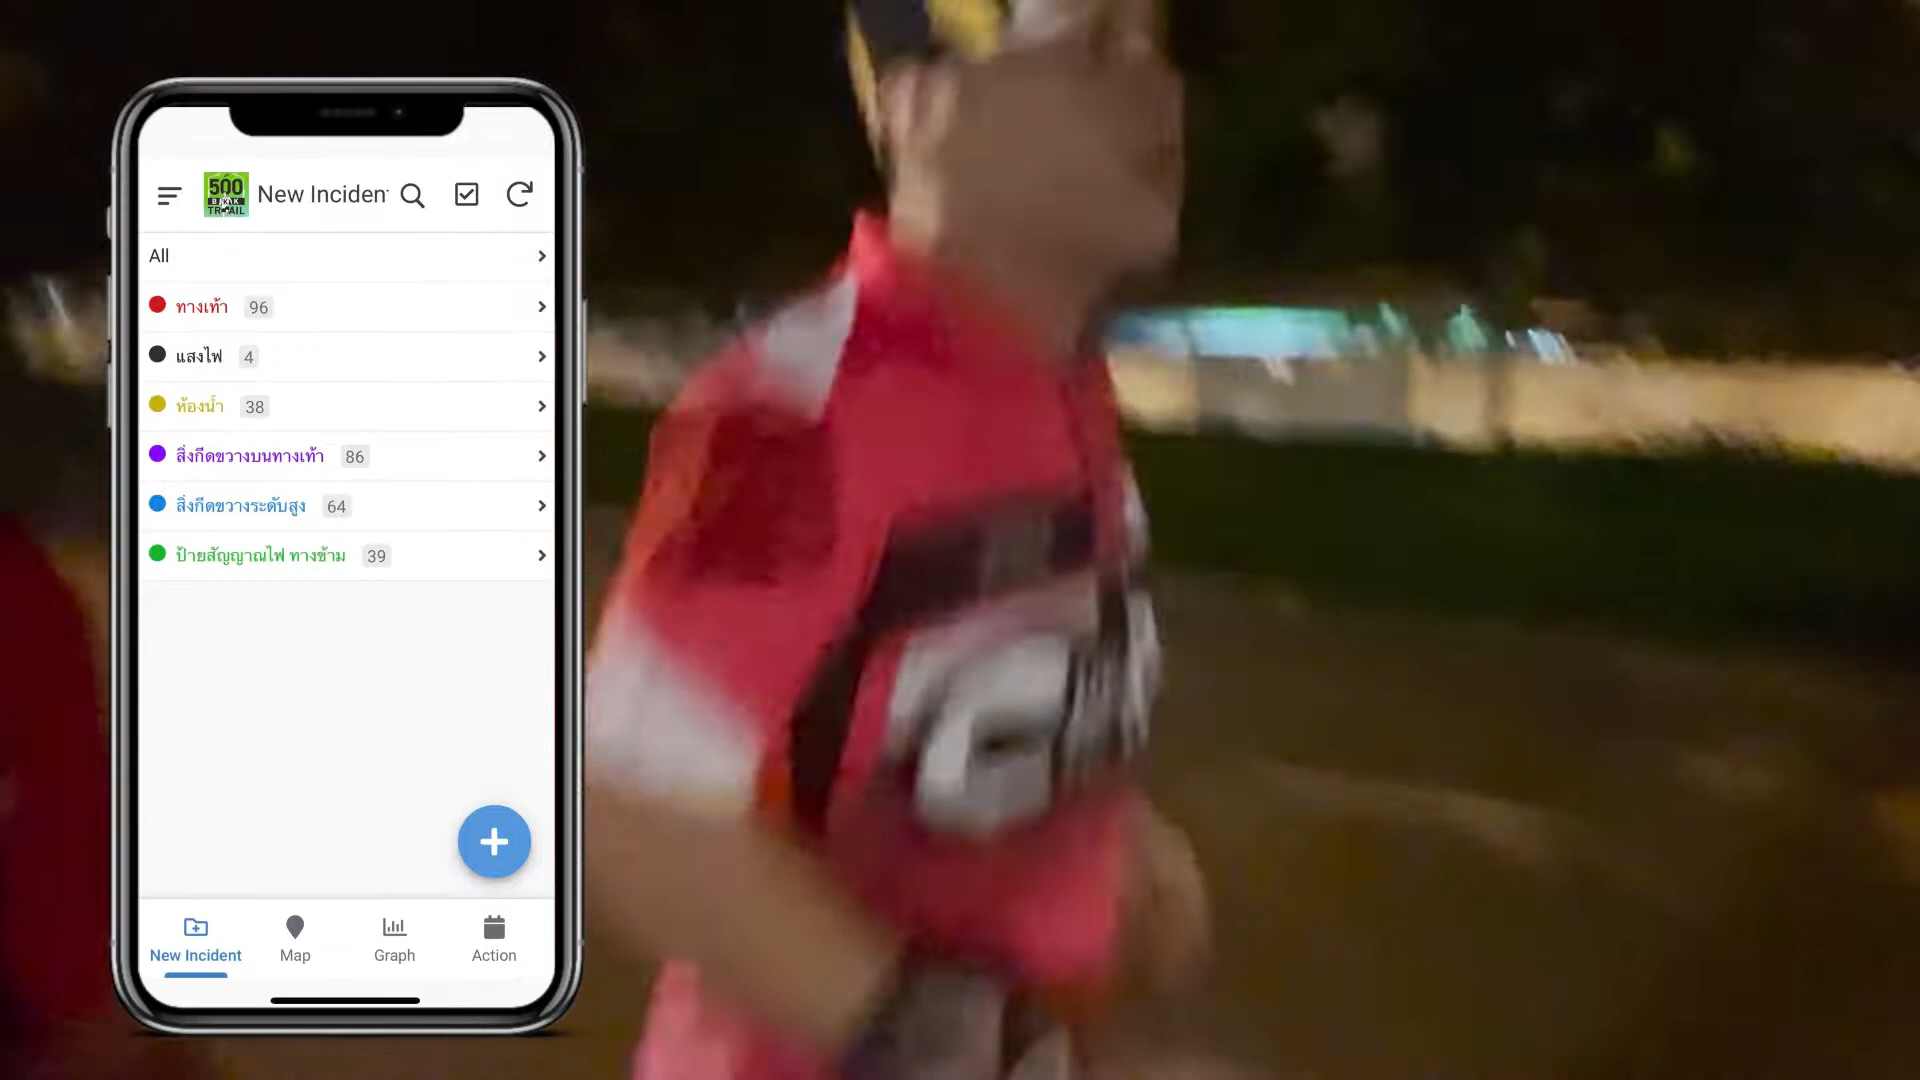 500
BKK
TRAIL
New Inciden
All
ทางเท้า 96
แสงไฟ 4
ห้องน้ำ 38
สิ่งกีดขวางบนทางเท้า 86
สิ่งกีดขวางระดับสูง 64
ป้ายสัญญาณไฟ ทางข้าม 39
New Incident
Map
Graph
Action